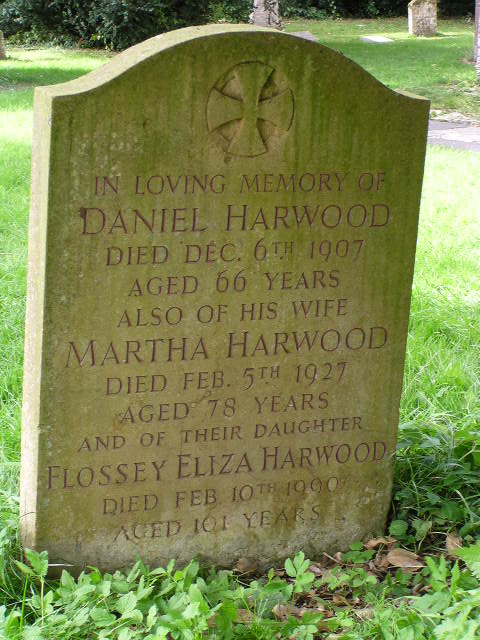 IN LOVING MEMORY OF
DANIEL HARWOOD
DIED DEC. 6TH 1907
AGED 66 YEARS
ALSO OF HIS WIFE
MARTHA HARWOOD
DIED FEB. 5TH 1927
AGED 78 YEARS
AND OF THEIR DAUGHTER
FLOSSEY ELIZA HARWOOD
DIED FEB 10TH
AGED 101 YEARS